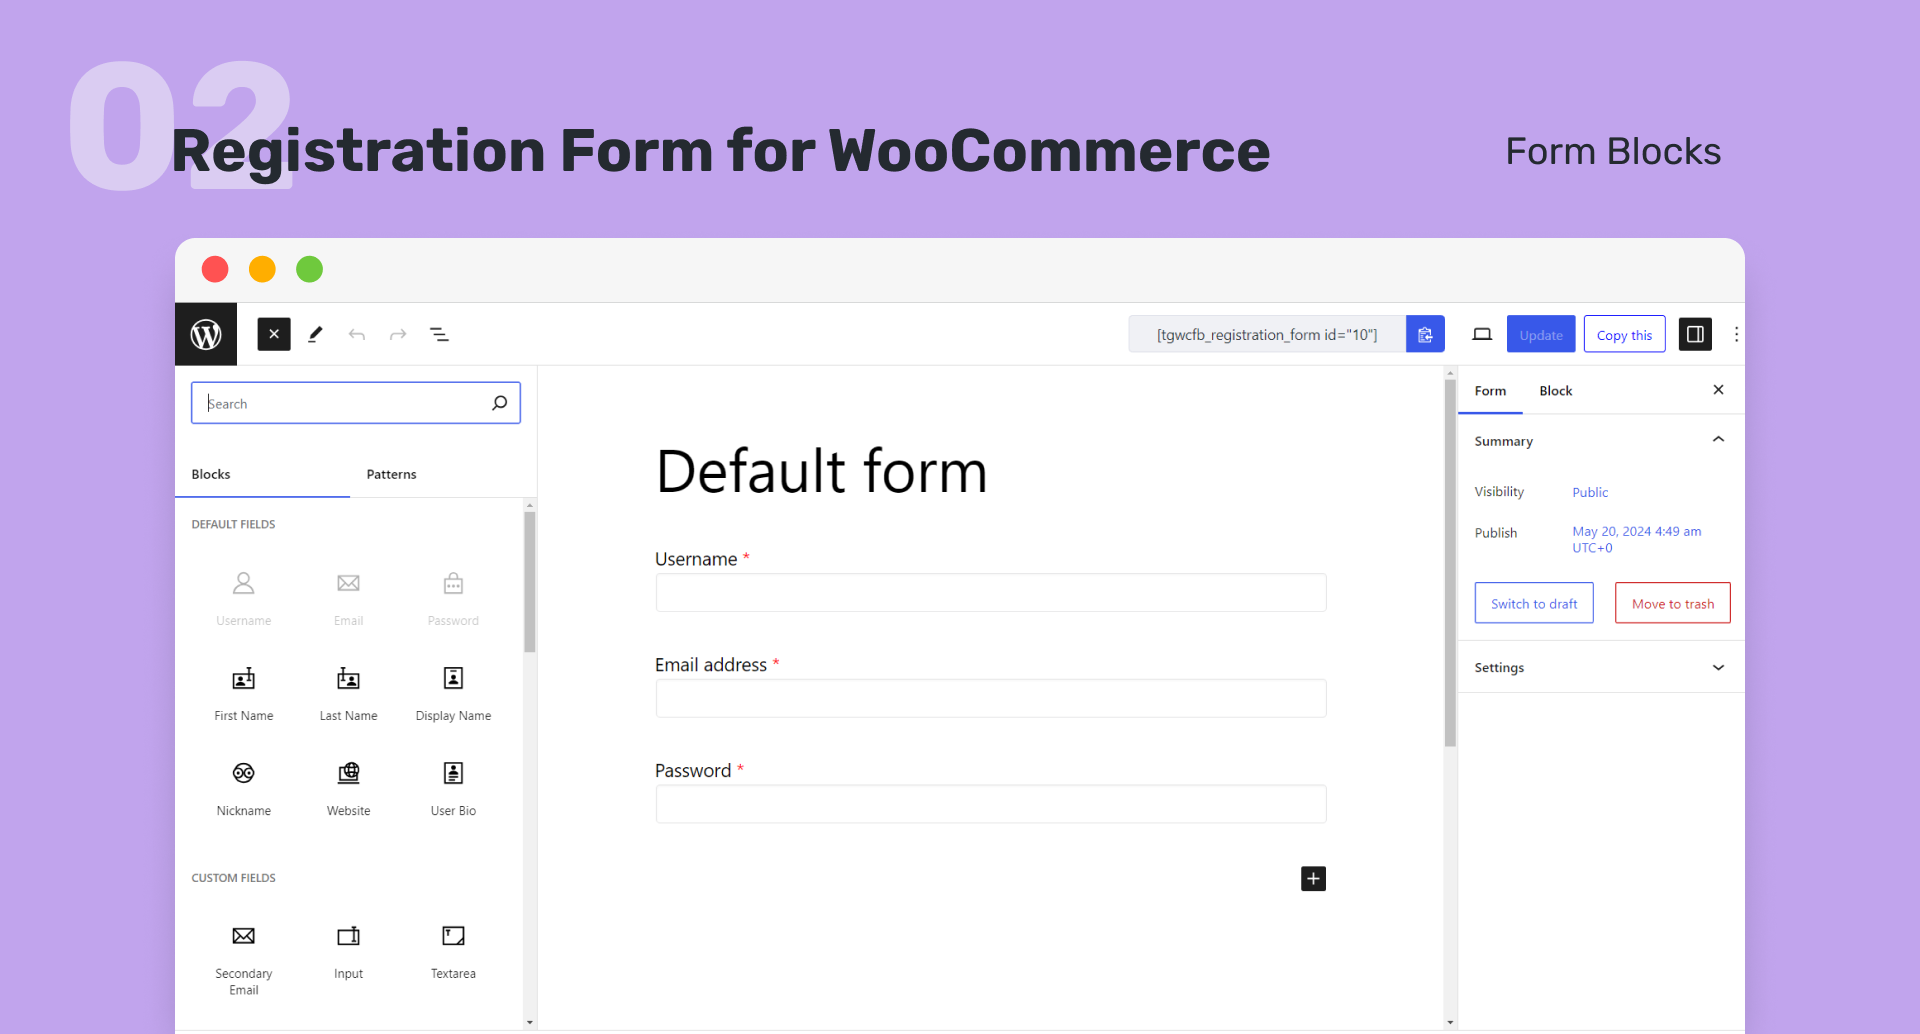 02
Registration Form for WooCommerce
Form Blocks
[tgwcfb_registration_form id="10"]
Update
Copy this
Search
Blocks
Patterns
DEFAULT FIELDS
Username
Email
Password
First Name
Last Name
Display Name
Nickname
Website
User Bio
CUSTOM FIELDS
Secondary
Email
Input
Textarea
Default form
Username *
Email address *
Password *
Form
Block
Summary
Visibility
Public
Publish
May 20, 2024 4:49 am
UTC+0
Switch to draft
Move to trash
Settings